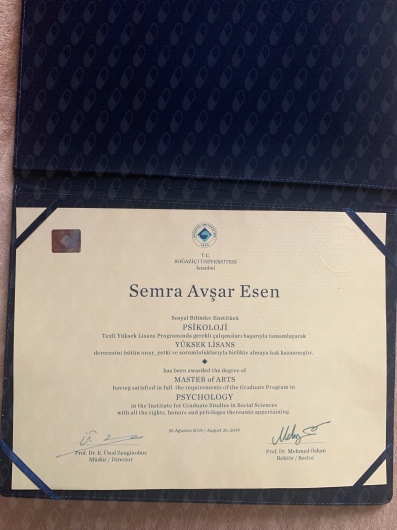 T.C.
BOĞAZİÇİ ÜNİVERSİTESİ
İstanbul
Semra Avşar Esen
Sosyal Bilimler Enstitüsü
PSİKOLOJİ
Tezli Yüksek Lisans Programında gerekli çalışmaları başarıyla tamamlayarak
YÜKSEK LİSANS
derecesini bütün onur, yetki ve sorumluluklarıyla birlikte almaya hak kazanmıştır.
has been awarded the degree of
MASTER of ARTS
having satisfied in full the requirements of the Graduate Program in
PSYCHOLOGY
in the Institute for Graduate Studies in Social Sciences
with all the rights, honors and privileges thereunto appertaining.
26 Ağustos 2019 / August 26, 2019
Prof. Dr. E. Ünal Zenginobuz
Müdür / Director
Prof. Dr. Mehmed Özkan
Rektör / Rector